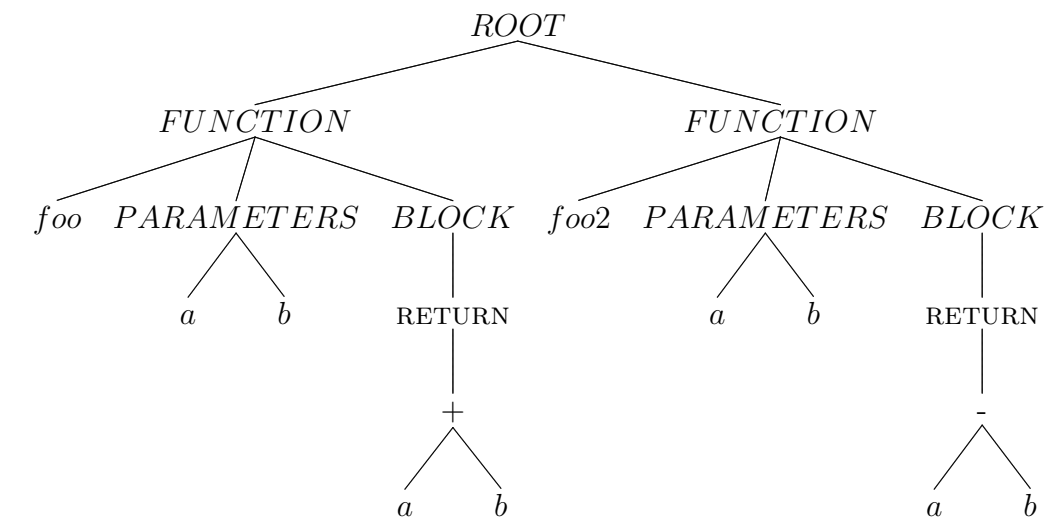 ROOT
FUNCTION FUNCTION
foo PARAMETERS BLOCK foo2 PARAMETERS BLOCK
a b RETURN a b RETURN
+ -
a b a b